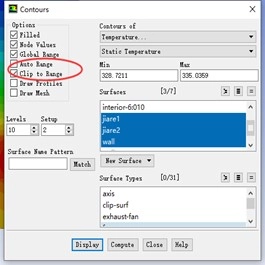 Contours
Options
Filled
Node Values
Global Range
Auto Range
Clip to Range
Draw Profiles
Draw Mesh
Levels Setup
10 2
Surface Name Pattern
Match
Contours of
Temperature...
Static Temperature
Min Max
328.7211 335.0359
Surfaces [3/7]
interior-6:010
jiare1
jiare2
wall
New Surface
Surface Types [0/31]
axis
clip-surf
exhaust-fan
Display Compute Close Help